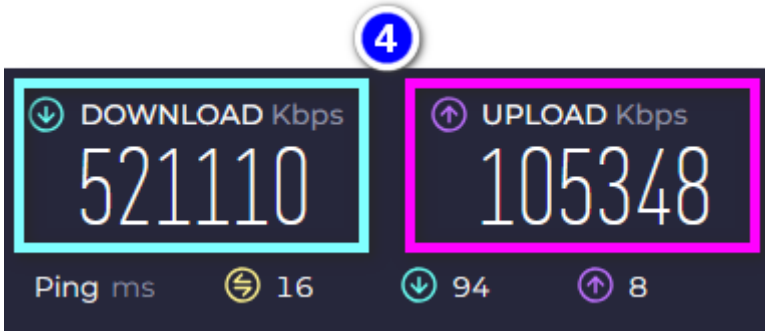 4
DOWNLOAD Kbps
521110
UPLOAD Kbps
105348
Ping ms 16 94 8